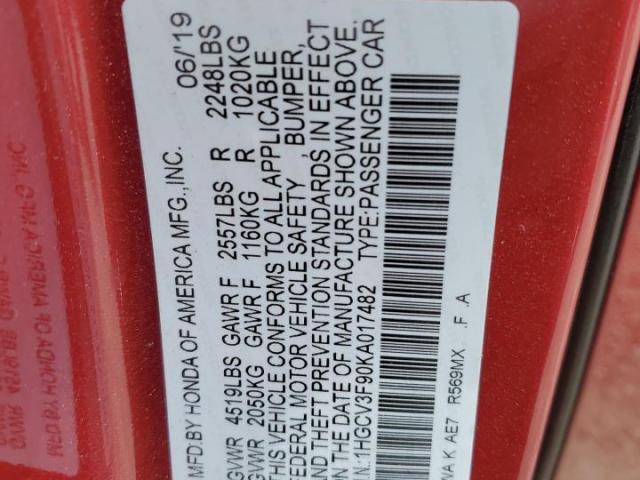 MFD.BY HONDA OF AMERICA MFG.,INC. 06/'19
GVWR 4519LBS GAWR F 2557LBS R 2248LBS
GVWR 2050KG GAWR F 1160KG R 1020KG
THIS VEHICLE CONFORMS TO ALL APPLICABLE
FEDERAL MOTOR VEHICLE SAFETY BUMPER,
AND THEFT PREVENTION STANDARDS IN EFFECT
ON THE DATE OF MANUFACTURE SHOWN ABOVE.
I.N.:1HGCV3F90KA017482 TYPE:PASSENGER CAR
WA K AE7 R569MX .F .A